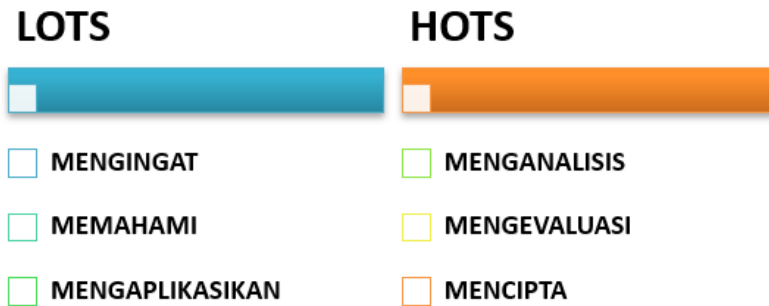 LOTS
MENGINGAT
MEMAHAMI
MENGAPLIKASIKAN
HOTS
MENGANALISIS
MENGEVALUASI
MENCIPTA